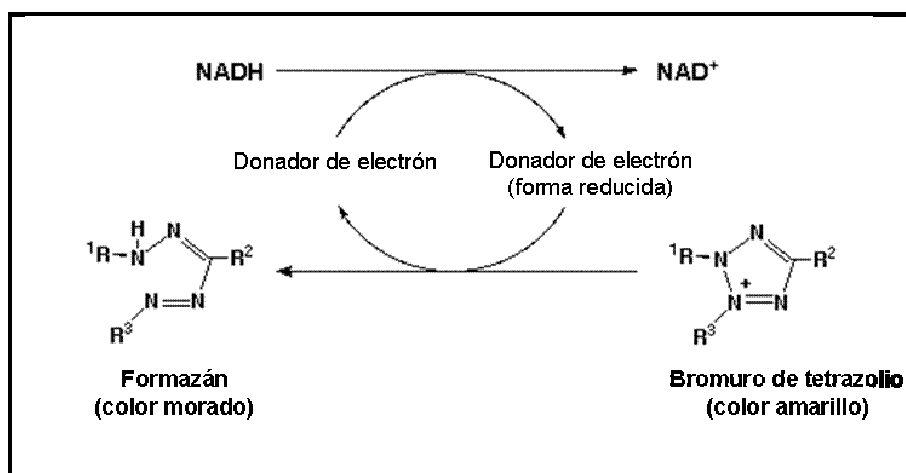 NADH
NAD⁺
Donador de electrón
Donador de electrón
(forma reducida)
H
¹R
N
N
R²
N
N
R³
¹R
N
N
R²
N
+
N
R³
Formazán
(color morado)
Bromuro de tetrazolio
(color amarillo)